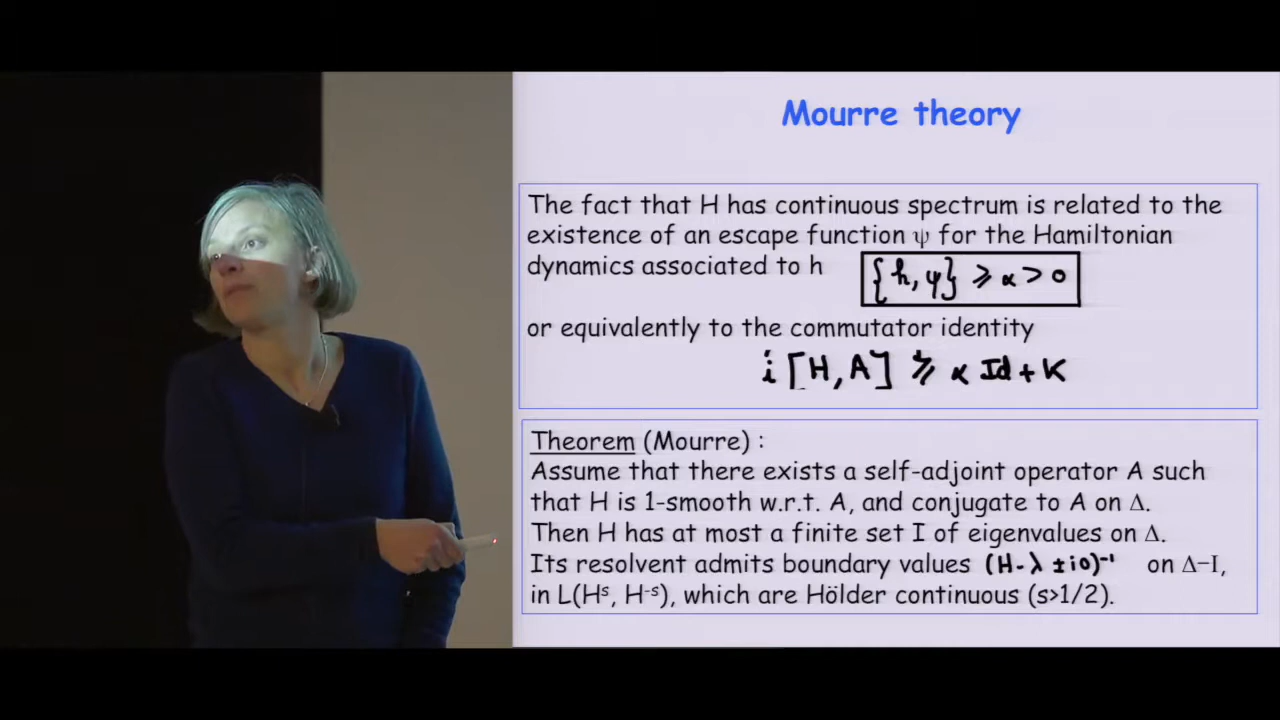 Mourre theory
The fact that H has continuous spectrum is related to the
existence of an escape function ψ for the Hamiltonian
dynamics associated to h {h, ψ} ⩾ α > 0
or equivalently to the commutator identity
i [H, A] ⩾ α Id + K
Theorem (Mourre) :
Assume that there exists a self-adjoint operator A such
that H is 1-smooth w.r.t. A, and conjugate to A on Δ.
Then H has at most a finite set I of eigenvalues on Δ.
Its resolvent admits boundary values (H-λ ± i0)⁻¹ on Δ-I,
in L(Hˢ, H⁻ˢ), which are Hölder continuous (s>1/2).